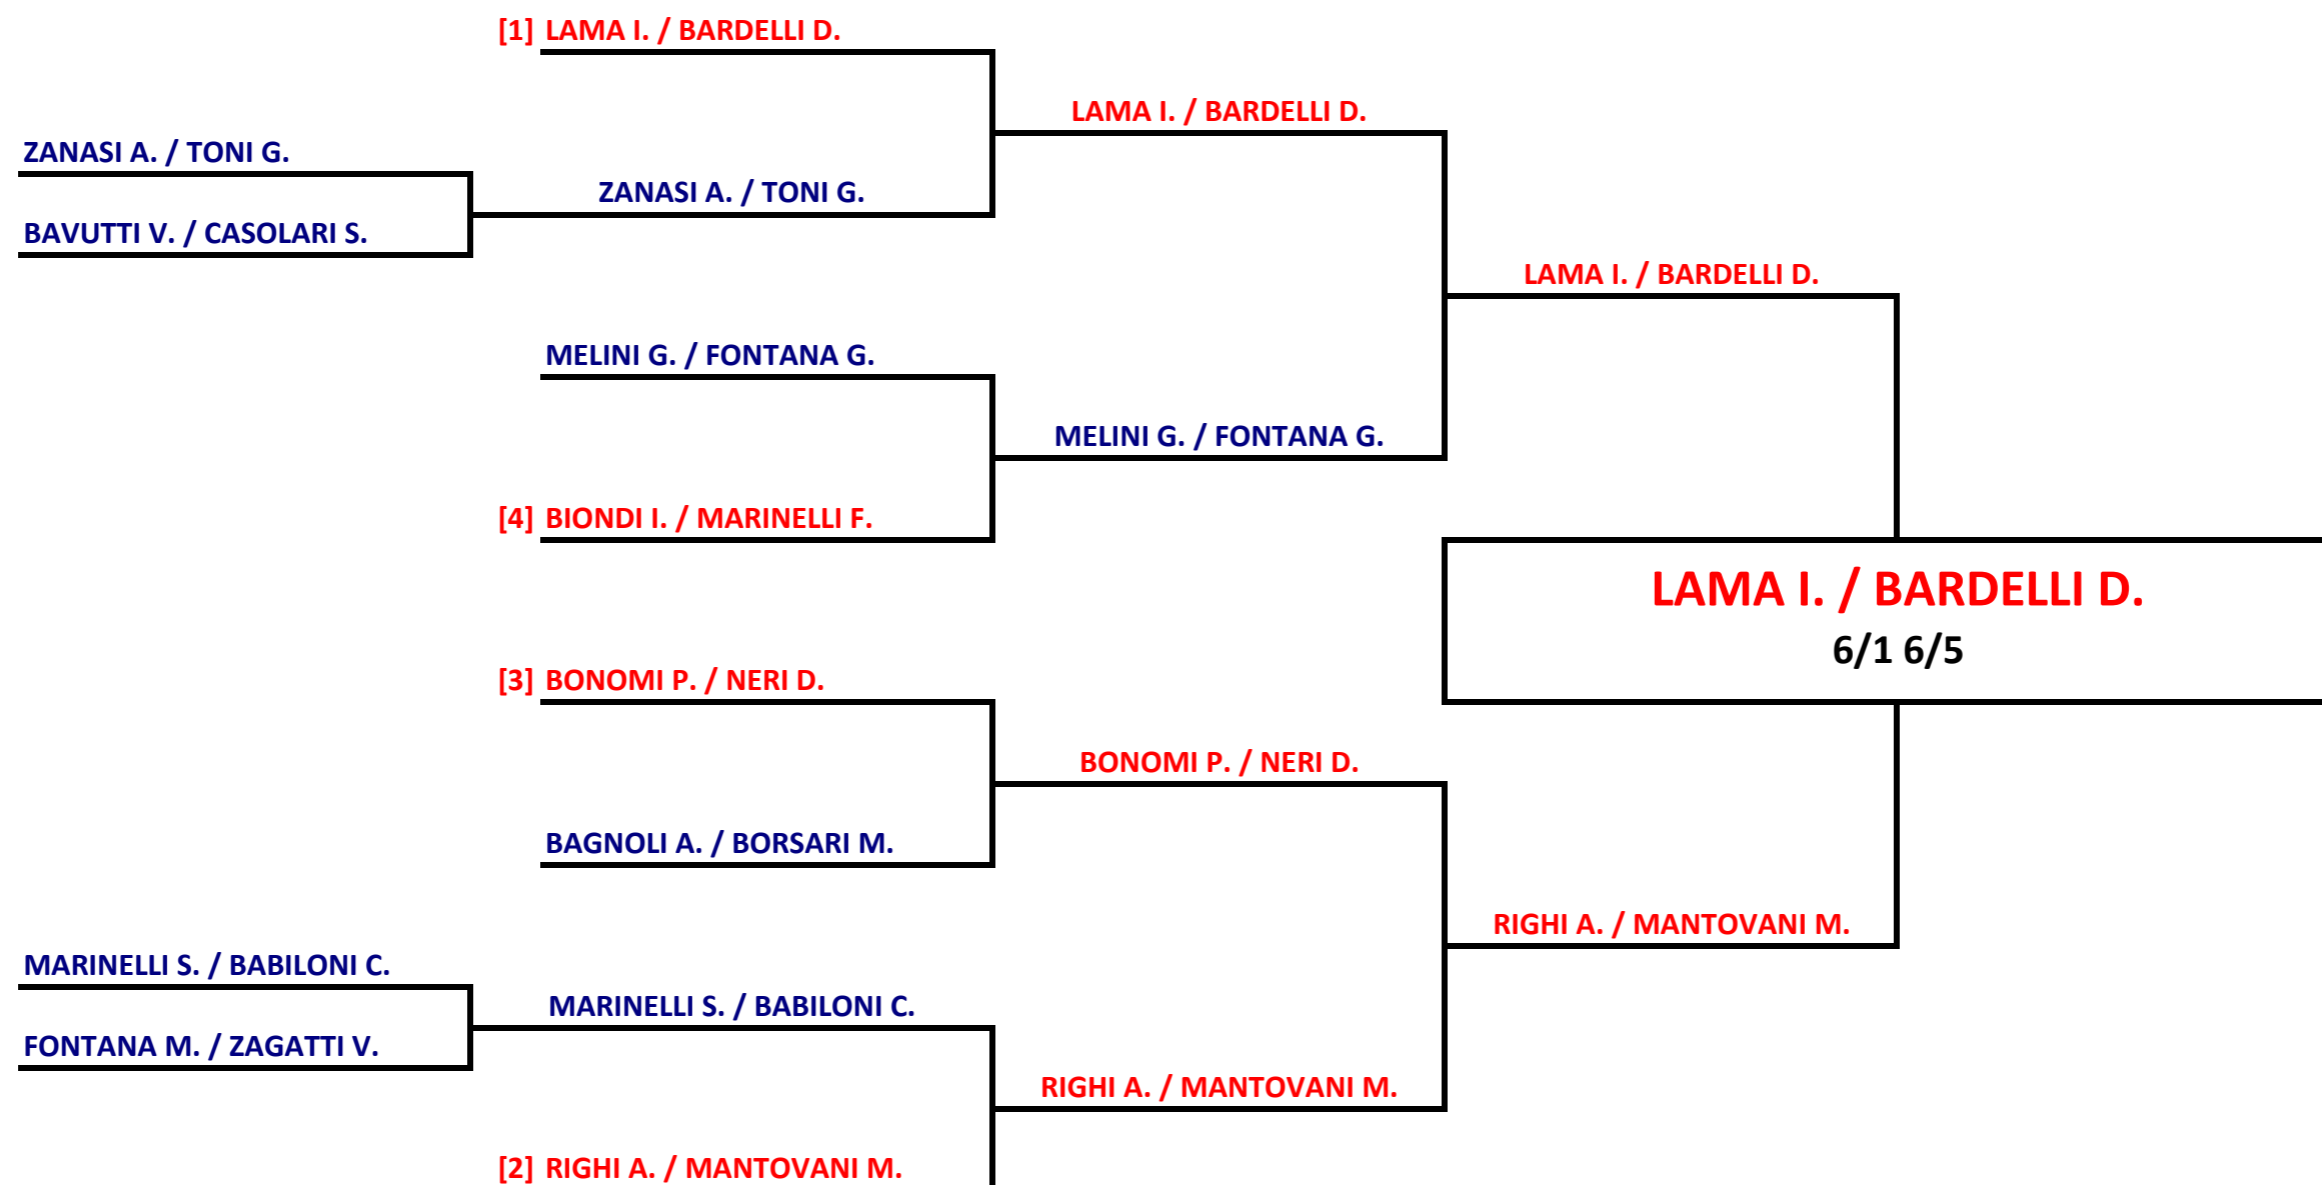 [1] LAMA I. / BARDELLI D.
LAMA I. / BARDELLI D.
ZANASI A. / TONI G.
ZANASI A. / TONI G.
BAVUTTI V. / CASOLARI S.
LAMA I. / BARDELLI D.
MELINI G. / FONTANA G.
MELINI G. / FONTANA G.
[4] BIONDI I. / MARINELLI F.
LAMA I. / BARDELLI D.
6/1 6/5
[3] BONOMI P. / NERI D.
BONOMI P. / NERI D.
BAGNOLI A. / BORSARI M.
RIGHI A. / MANTOVANI M.
MARINELLI S. / BABILONI C.
MARINELLI S. / BABILONI C.
FONTANA M. / ZAGATTI V.
RIGHI A. / MANTOVANI M.
[2] RIGHI A. / MANTOVANI M.